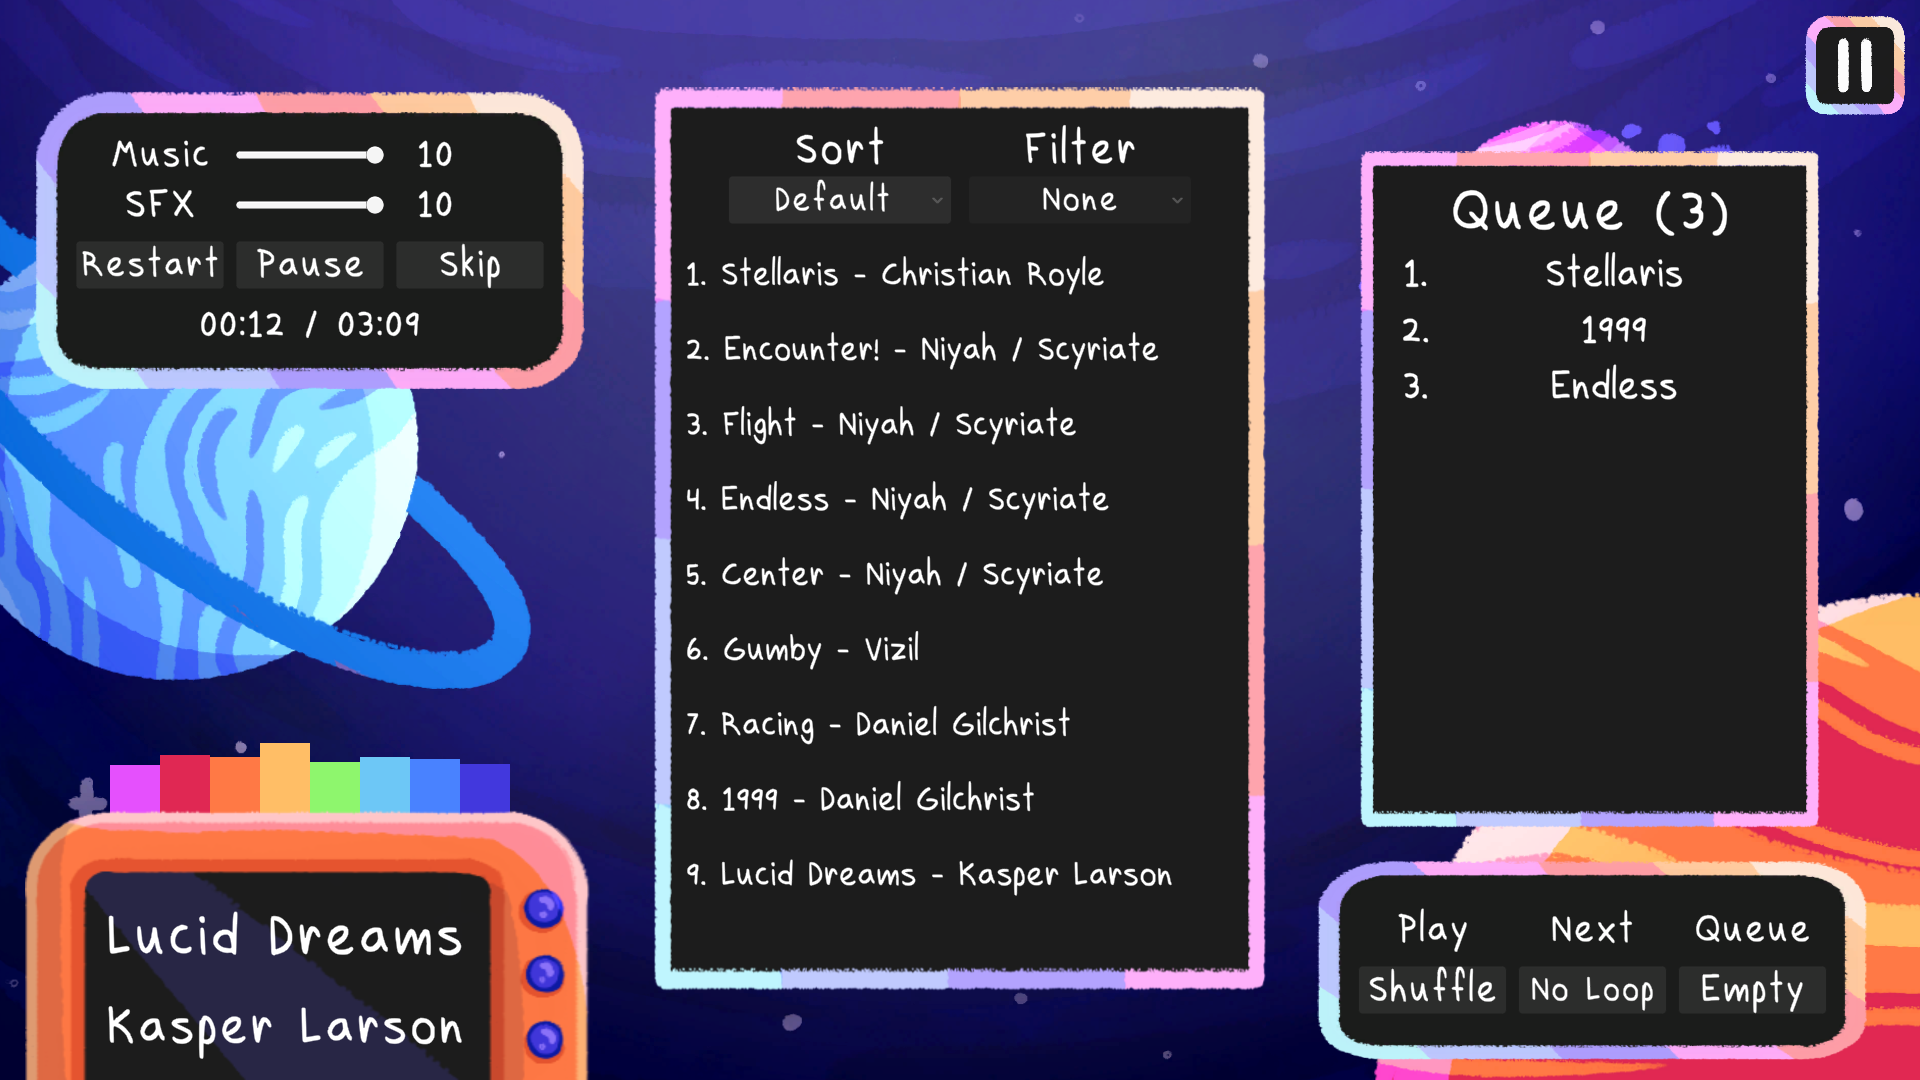 Music 10
SFX 10
Restart Pause Skip
00:12 / 03:09
Sort Filter
Default None
1. Stellaris - Christian Royle
2. Encounter! - Niyah / Scyriate
3. Flight - Niyah / Scyriate
4. Endless - Niyah / Scyriate
5. Center - Niyah / Scyriate
6. Gumby - Vizil
7. Racing - Daniel Gilchrist
8. 1999 - Daniel Gilchrist
9. Lucid Dreams - Kasper Larson
Queue (3)
1. Stellaris
2. 1999
3. Endless
Lucid Dreams
Kasper Larson
Play Next Queue
Shuffle No Loop Empty